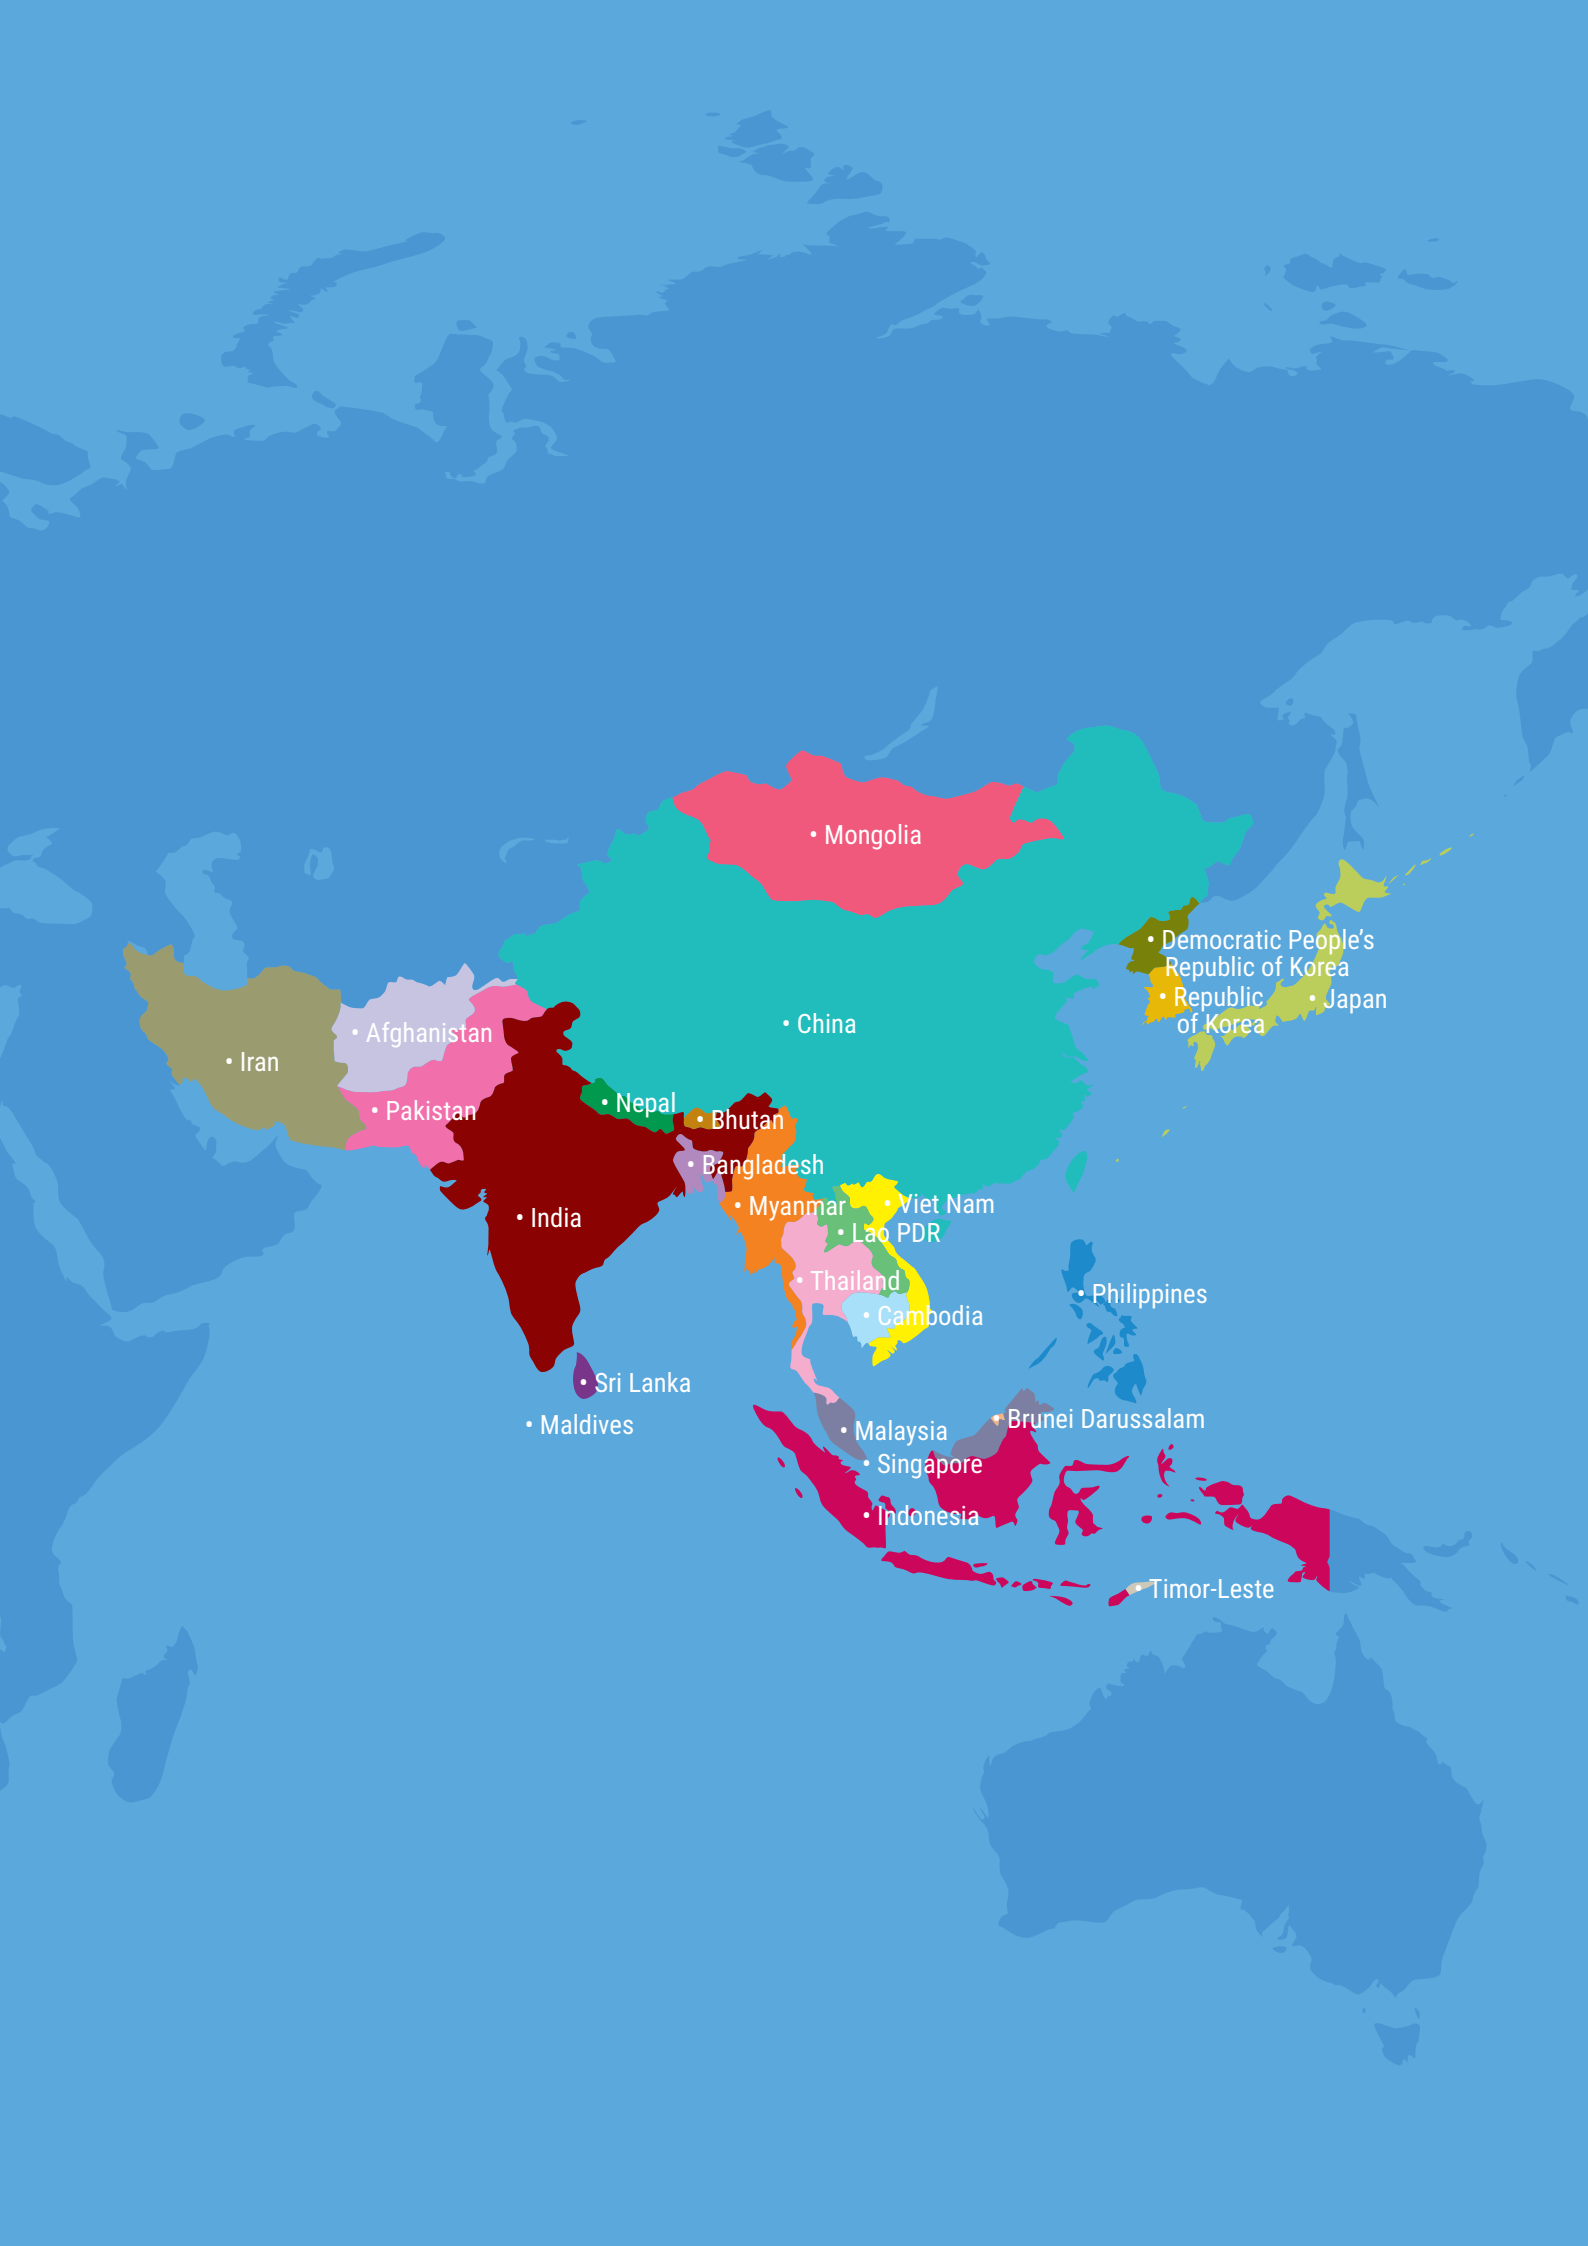 • Mongolia
• Democratic People’s
Republic of Korea
• Republic
of Korea
• Japan
• China
• Afghanistan
• Iran
• Pakistan
• Nepal
• Bhutan
• Bangladesh
• Myanmar
• Viet Nam
• India
• Lao PDR
• Thailand
• Philippines
• Cambodia
• Sri Lanka
• Maldives
• Brunei Darussalam
• Malaysia
• Singapore
• Indonesia
• Timor-Leste